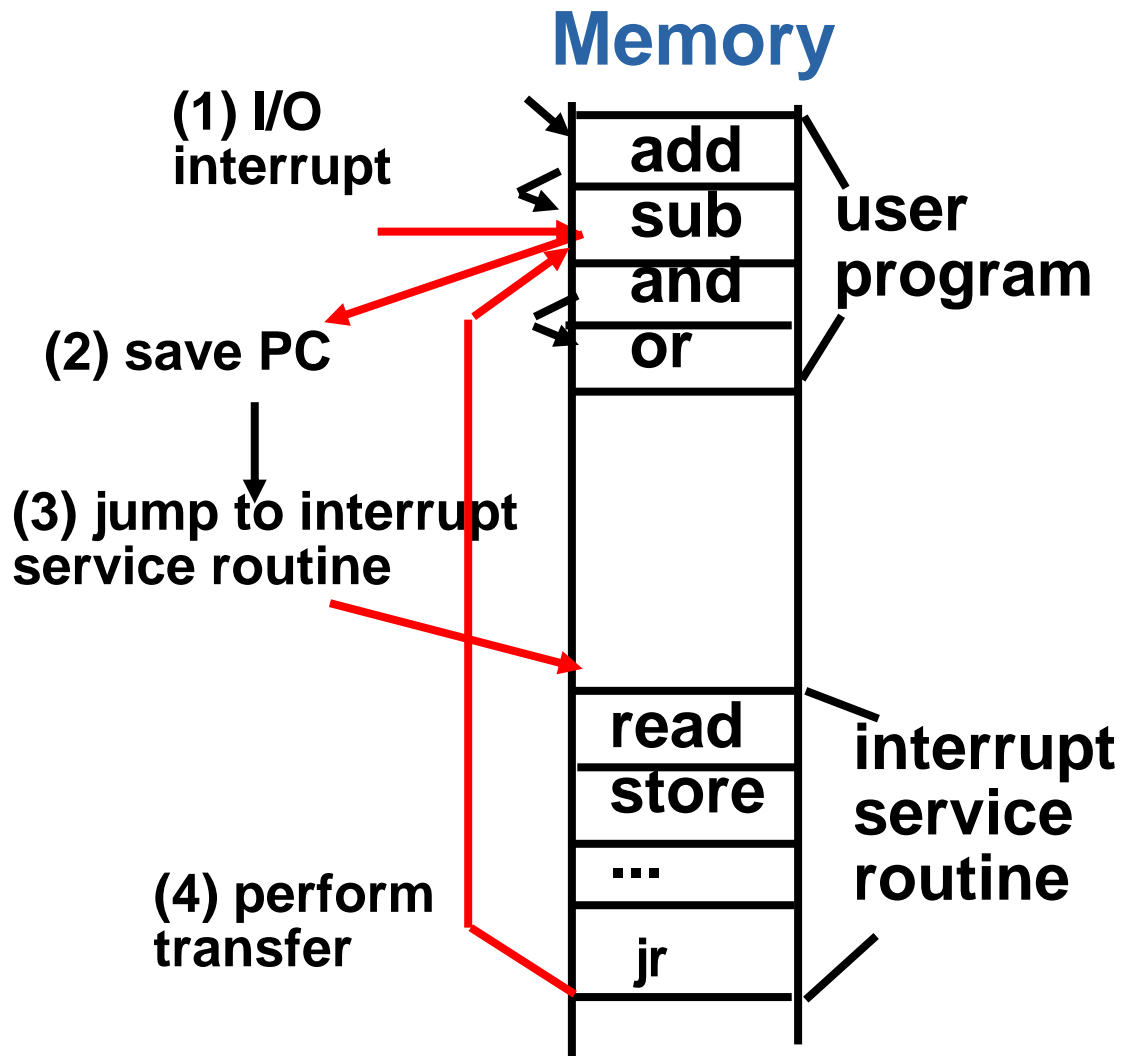 Memory
(1) I/O
interrupt
add
sub
and
or
user
program
(2) save PC
(3) jump to interrupt
service routine
read
store
...
jr
interrupt
service
routine
(4) perform
transfer